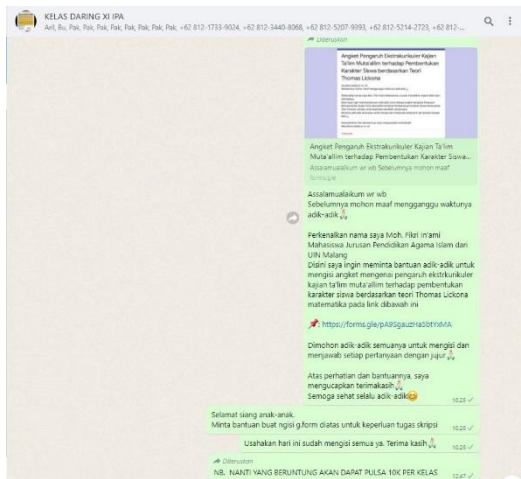 KELAS DARING XI IPA
Aril, Bu, Pak, Pak, Pak, Pak, Pak, Pak, Pak, +62 812-1733-9024, +62 812-3440-8068, +62 812-5207-9993, +62 812-5214-2723, +62 812-...
Diteruskan
Angket Pengaruh Ekstrakurikuler Kajian
Ta'lim Muta'allim terhadap Pembentukan
Karakter Siswa berdasarkan Teori
Thomas Lickona
Angket Pengaruh Ekstrakurikuler Kajian Ta'lim
Muta'allim terhadap Pembentukan Karakter Siswa...
Assalamualaikum wr wb Sebelumnya mohon maaf
forms.gle
Assalamualaikum wr wb
Sebelumnya mohon maaf mengganggu waktunya
adik-adik🙏
Perkenalkan nama saya Moh. Fikri In'ami
Mahasiswa Jurusan Pendidikan Agama Islam dari
UIN Malang
Disini saya ingin meminta bantuan adik-adik untuk
mengisi angket mengenai pengaruh ekstrkurikuler
kajian ta'lim muta'allim terhadap pembentukan
karakter siswa berdasarkan teori Thomas Lickona
matematika pada link dibawah ini
📌: https://forms.gle/pA9SgauzHaSbtYxMA
Dimohon adik-adik semuanya untuk mengisi dan
menjawab setiap pertanyaan dengan jujur🙏
Atas perhatian dan bantuannya, saya
mengucapkan terimakasih🙏
Semoga sehat selalu adik-adik😊
10.25
Selamat siang anak-anak.
Minta bantuan buat ngisi g.form diatas untuk keperluan tugas skripsi
10.26
Usahakan hari ini sudah mengisi semua ya. Terima kasih🙏
10.26
Diteruskan
NB. NANTI YANG BERUNTUNG AKAN DAPAT PULSA 10K PER KELAS
12.47